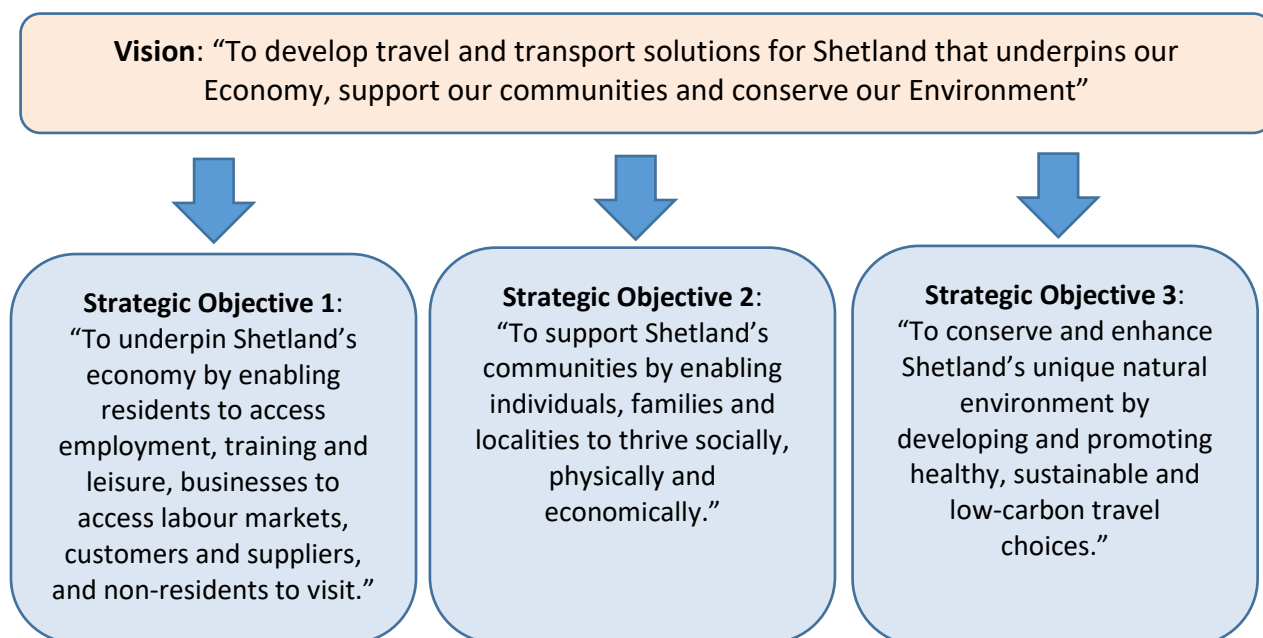 Vision: “To develop travel and transport solutions for Shetland that underpins our
Economy, support our communities and conserve our Environment”
Strategic Objective 1:
“To underpin Shetland’s
economy by enabling
residents to access
employment, training and
leisure, businesses to
access labour markets,
customers and suppliers,
and non-residents to visit.”
Strategic Objective 2:
“To support Shetland’s
communities by enabling
individuals, families and
localities to thrive socially,
physically and
economically.”
Strategic Objective 3:
“To conserve and enhance
Shetland’s unique natural
environment by
developing and promoting
healthy, sustainable and
low-carbon travel
choices.”